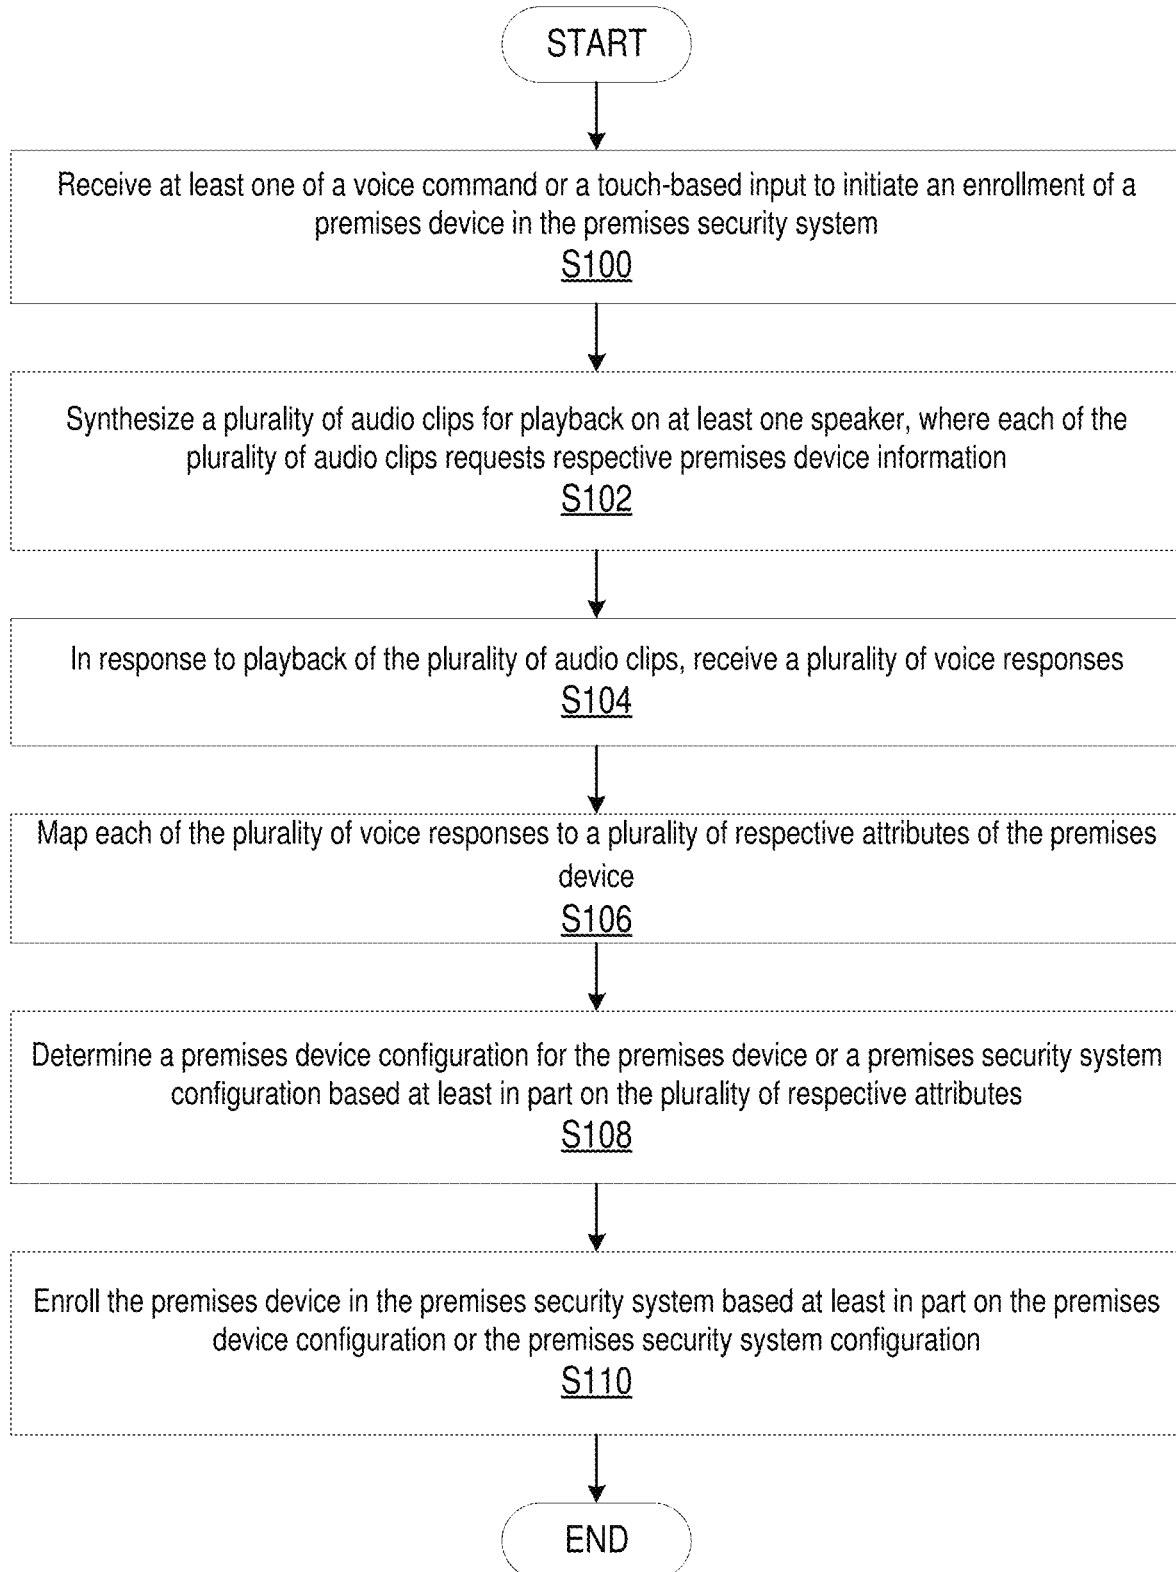 START
Receive at least one of a voice command or a touch-based input to initiate an enrollment of a
premises device in the premises security system
S100
Synthesize a plurality of audio clips for playback on at least one speaker, where each of the
plurality of audio clips requests respective premises device information
S102
In response to playback of the plurality of audio clips, receive a plurality of voice responses
S104
Map each of the plurality of voice responses to a plurality of respective attributes of the premises
device
S106
Determine a premises device configuration for the premises device or a premises security system
configuration based at least in part on the plurality of respective attributes
S108
Enroll the premises device in the premises security system based at least in part on the premises
device configuration or the premises security system configuration
S110
END